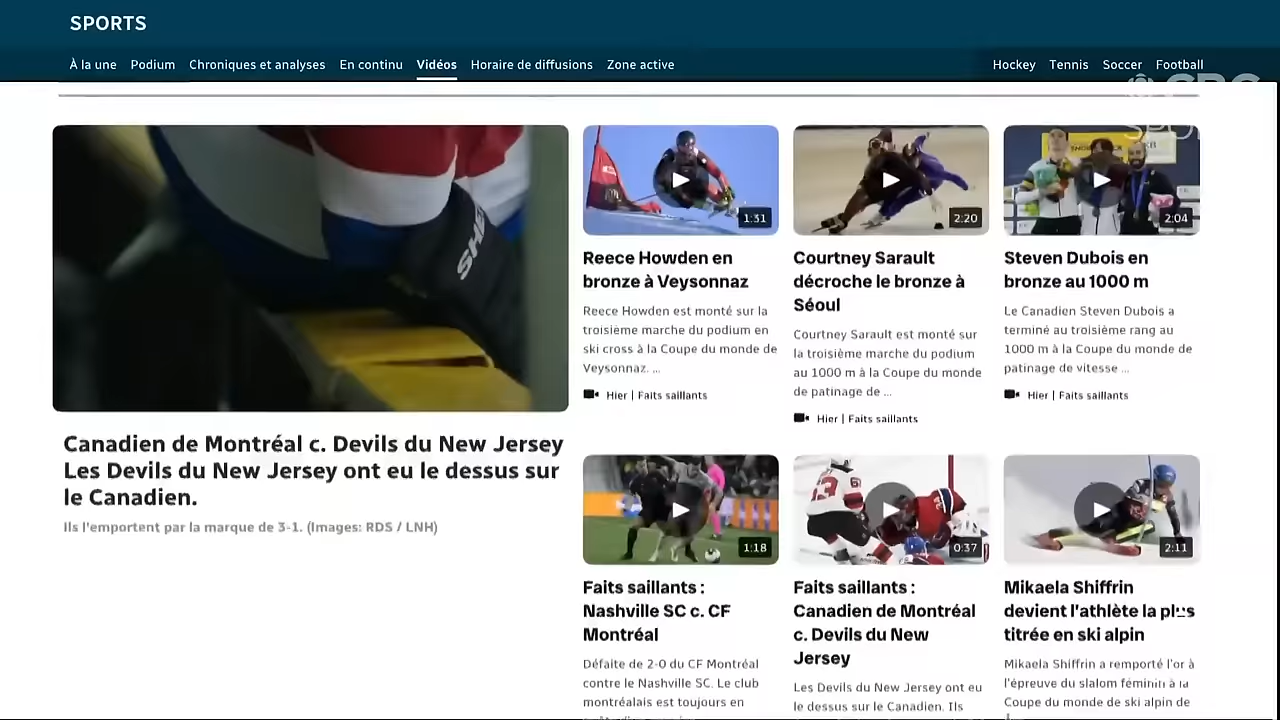 SPORTS
À la une Podium Chroniques et analyses En continu Vidéos Horaire de diffusions Zone active Hockey Tennis Soccer Football
CBC
SHER
Canadien de Montréal c. Devils du New Jersey
Les Devils du New Jersey ont eu le dessus sur
le Canadien.
Ils l'emportent par la marque de 3-1. (Images: RDS / LNH)
1:31
Reece Howden en
bronze à Veysonnaz
Reece Howden est monté sur la
troisième marche du podium en
ski cross à la Coupe du monde de
Veysonnaz. ...
Hier | Faits saillants
2:20
Courtney Sarault
décroche le bronze à
Séoul
Courtney Sarault est monté sur
la troisième marche du podium
au 1000 m à la Coupe du monde
de patinage de ...
Hier | Faits saillants
2:04
Steven Dubois en
bronze au 1000 m
Le Canadien Steven Dubois a
terminé au troisième rang au
1000 m à la Coupe du monde de
patinage de vitesse ...
Hier | Faits saillants
1:18
Faits saillants :
Nashville SC c. CF
Montréal
Défaite de 2-0 du CF Montréal
contre le Nashville SC. Le club
montréalais est toujours en
63
0:37
Faits saillants :
Canadien de Montréal
c. Devils du New
Jersey
Les Devils du New Jersey ont eu
le dessus sur le Canadien. Ils
2:11
Mikaela Shiffrin
devient l'athlète la plus
titrée en ski alpin
Mikaela Shiffrin a remporté l'or à
l'épreuve du slalom féminin à la
Coupe du monde de ski alpin de